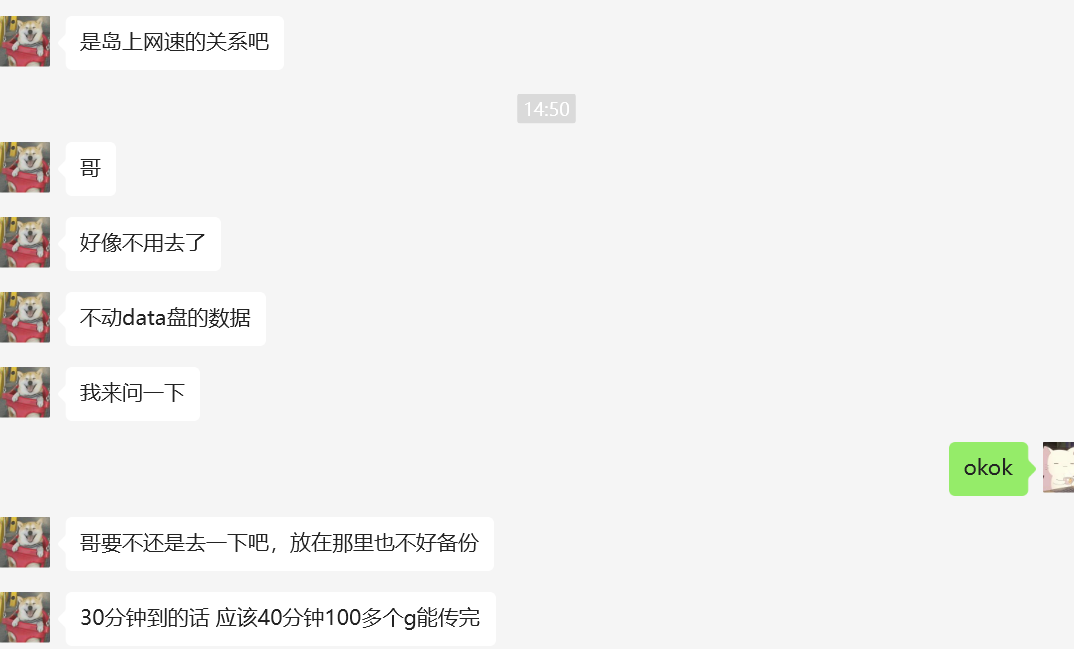 是岛上网速的关系吧
14:50
哥
好像不用去了
不动data盘的数据
我来问一下
okok
哥要不还是去一下吧，放在那里也不好备份
30分钟到的话 应该40分钟100多个g能传完